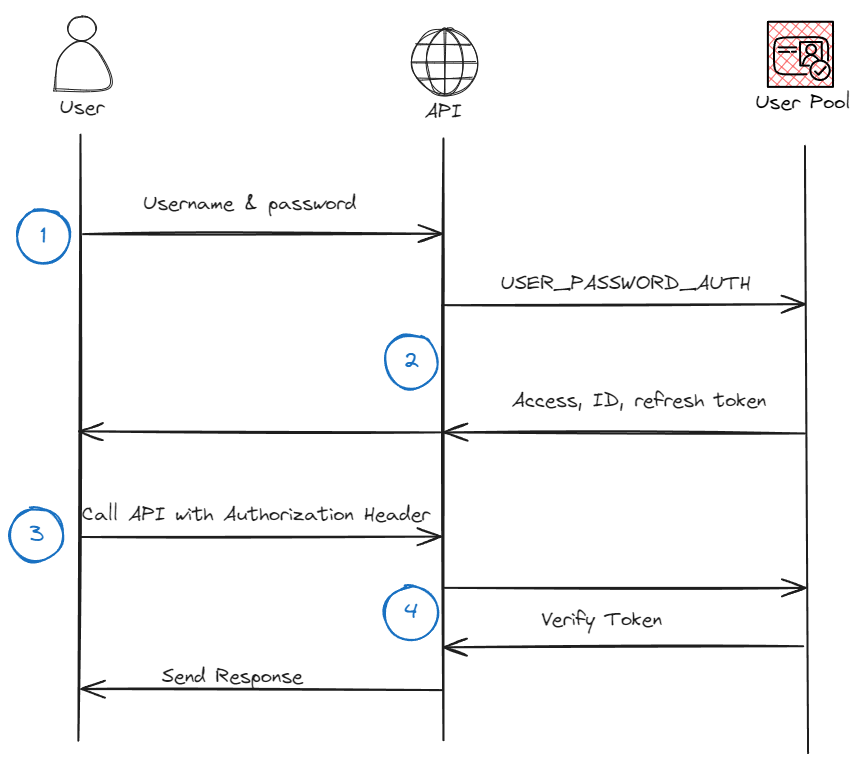 User
API
User Pool
Username & password
1
USER_PASSWORD_AUTH
2
Access, ID, refresh token
Call API with Authorization Header
3
4
Verify Token
Send Response